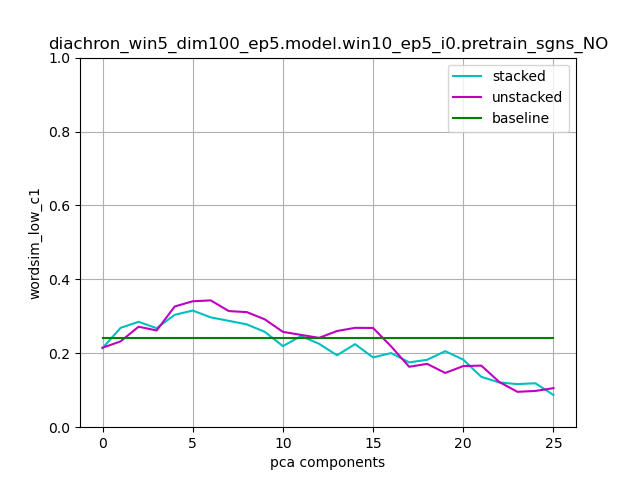 diachron_win5_dim100_ep5.model.win10_ep5_i0.pretrain_sgns_NO
stacked
unstacked
baseline
wordsim_low_c1
1.0
0.8
0.6
0.4
0.2
0.0
0 5 10 15 20 25
pca components